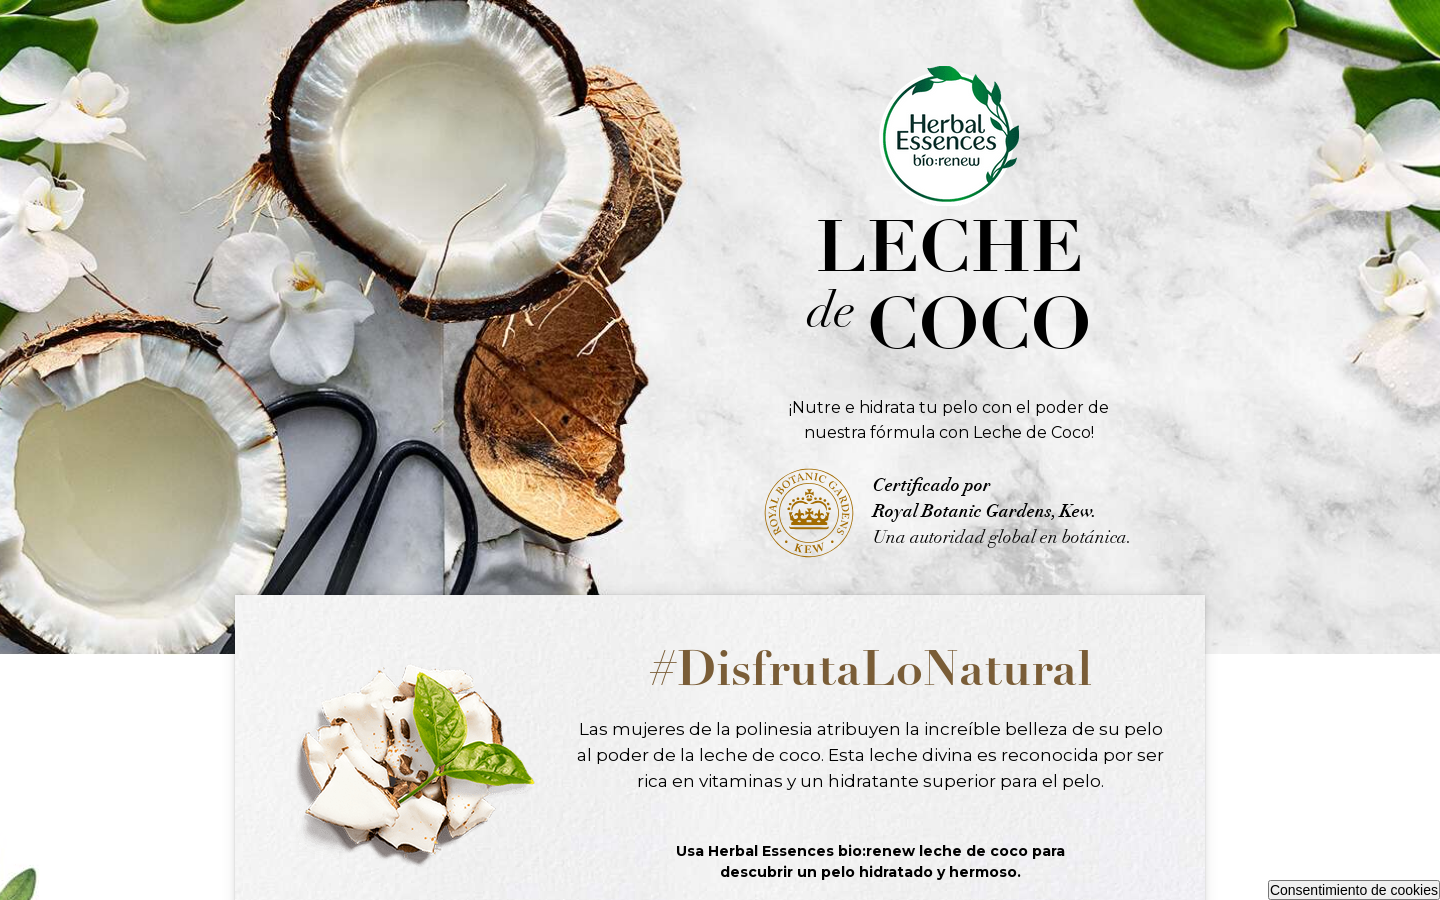 Herbal
Essences
bío:renew
LECHE
de COCO
¡Nutre e hidrata tu pelo con el poder de
nuestra fórmula con Leche de Coco!
ROYAL BOTANIC GARDENS
KEW
Certificado por
Royal Botanic Gardens, Kew.
Una autoridad global en botánica.
#DisfrutaLoNatural
Las mujeres de la polinesia atribuyen la increíble belleza de su pelo
al poder de la leche de coco. Esta leche divina es reconocida por ser
rica en vitaminas y un hidratante superior para el pelo.
Usa Herbal Essences bio:renew leche de coco para
descubrir un pelo hidratado y hermoso.
Consentimiento de cookies